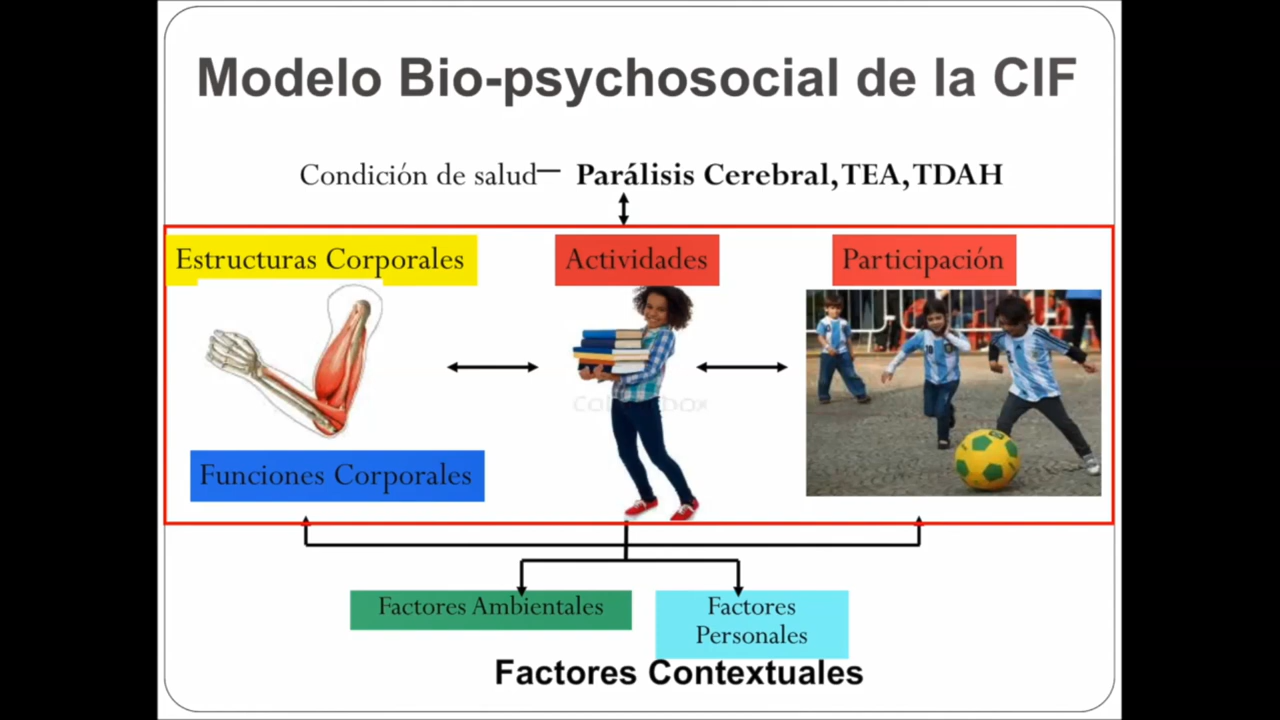 Modelo Bio-psychosocial de la CIF
Condición de salud— Parálisis Cerebral, TEA, TDAH
Estructuras Corporales
Actividades
Participación
Funciones Corporales
Factores Ambientales
Factores
Personales
Factores Contextuales